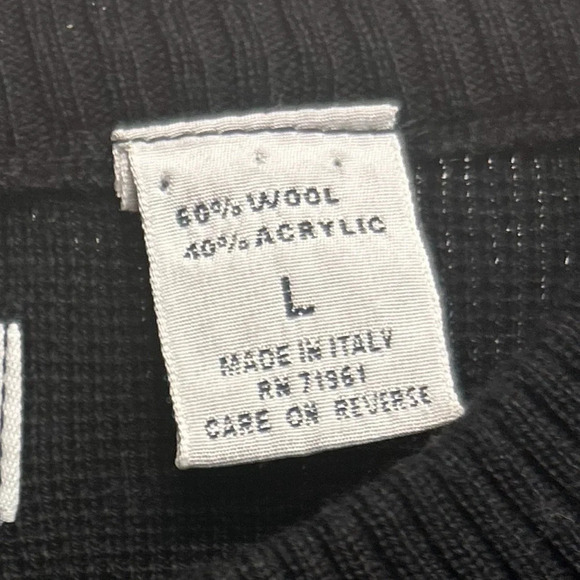 60% WOOL
40% ACRYLIC
L
MADE IN ITALY
RN 71961
CARE ON REVERSE